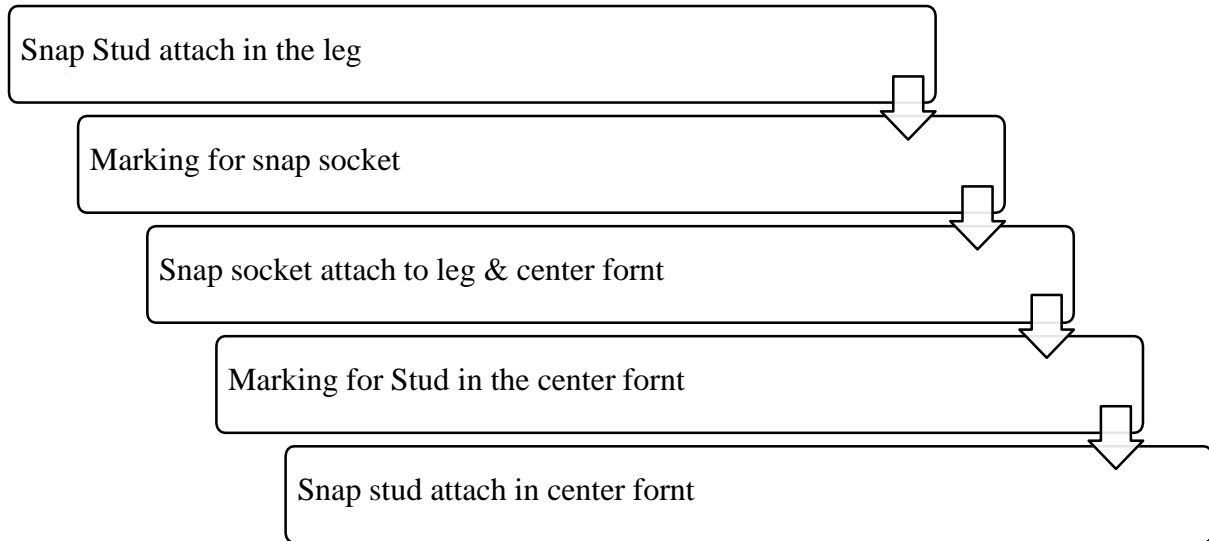 Snap Stud attach in the leg
Marking for snap socket
Snap socket attach to leg & center fornt
Marking for Stud in the center fornt
Snap stud attach in center fornt